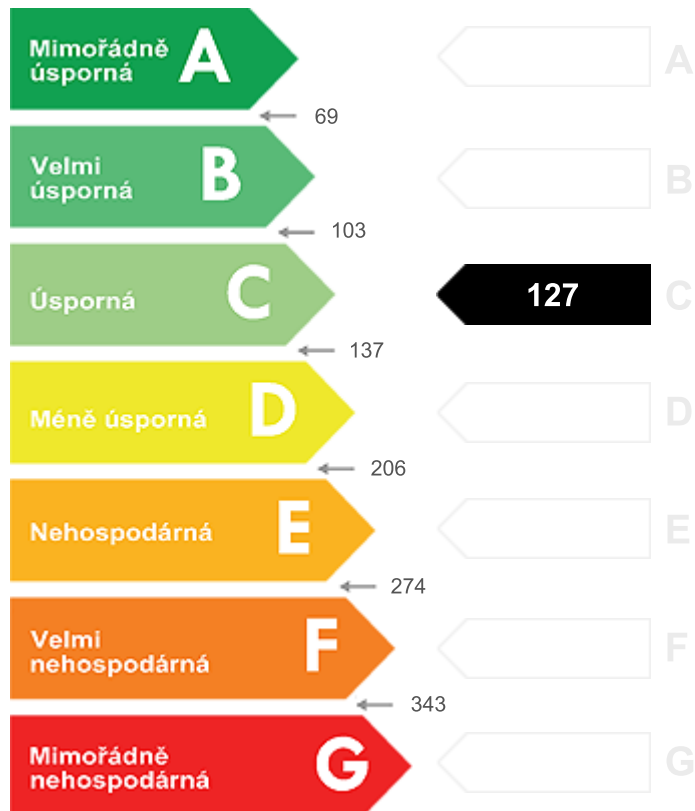 Mimořádně
úsporná
A
A
69
Velmi
úsporná
B
B
103
Úsporná
C
127
C
137
Méně úsporná
D
D
206
Nehospodárná
E
E
274
Velmi
nehospodárná
F
F
343
Mimořádně
nehospodárná
G
G